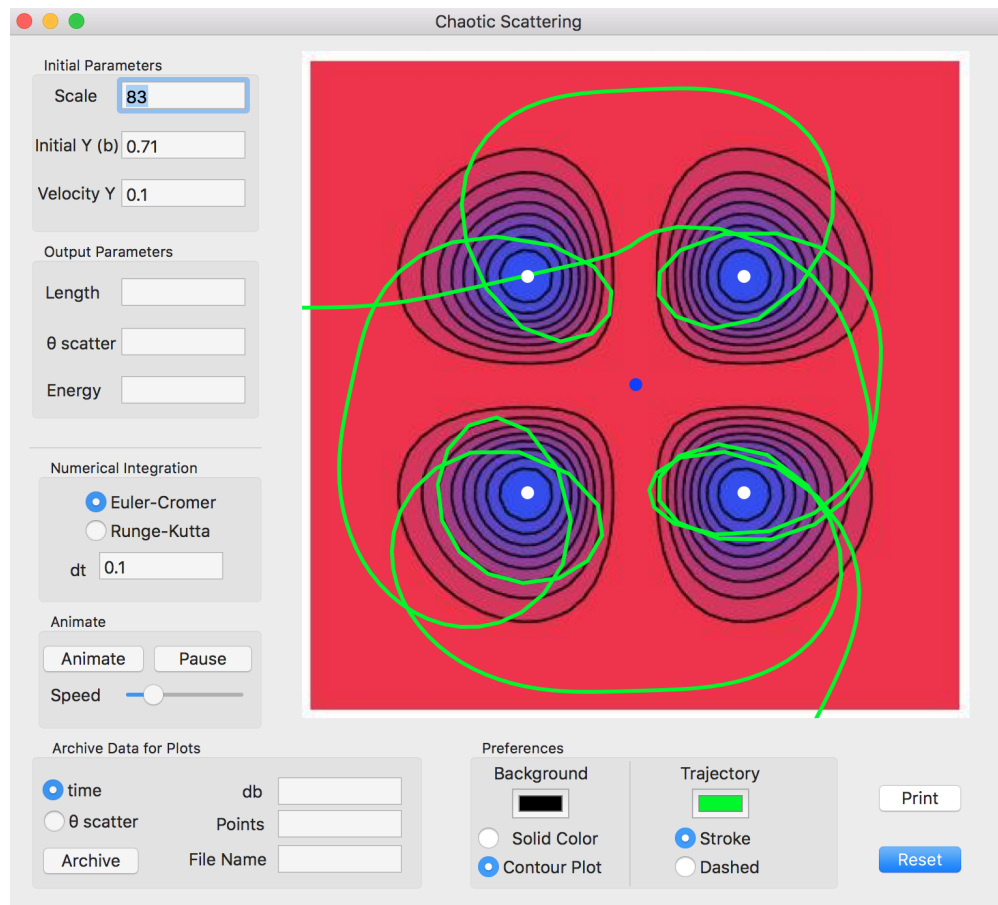 Chaotic Scattering
Initial Parameters
Scale 83
Initial Y (b) 0.71
Velocity Y 0.1
Output Parameters
Length
θ scatter
Energy
Numerical Integration
Euler-Cromer
Runge-Kutta
dt 0.1
Animate
Animate Pause
Speed
Archive Data for Plots
time
db
θ scatter
Points
Archive
File Name
Preferences
Background
Solid Color
Contour Plot
Trajectory
Stroke
Dashed
Print
Reset